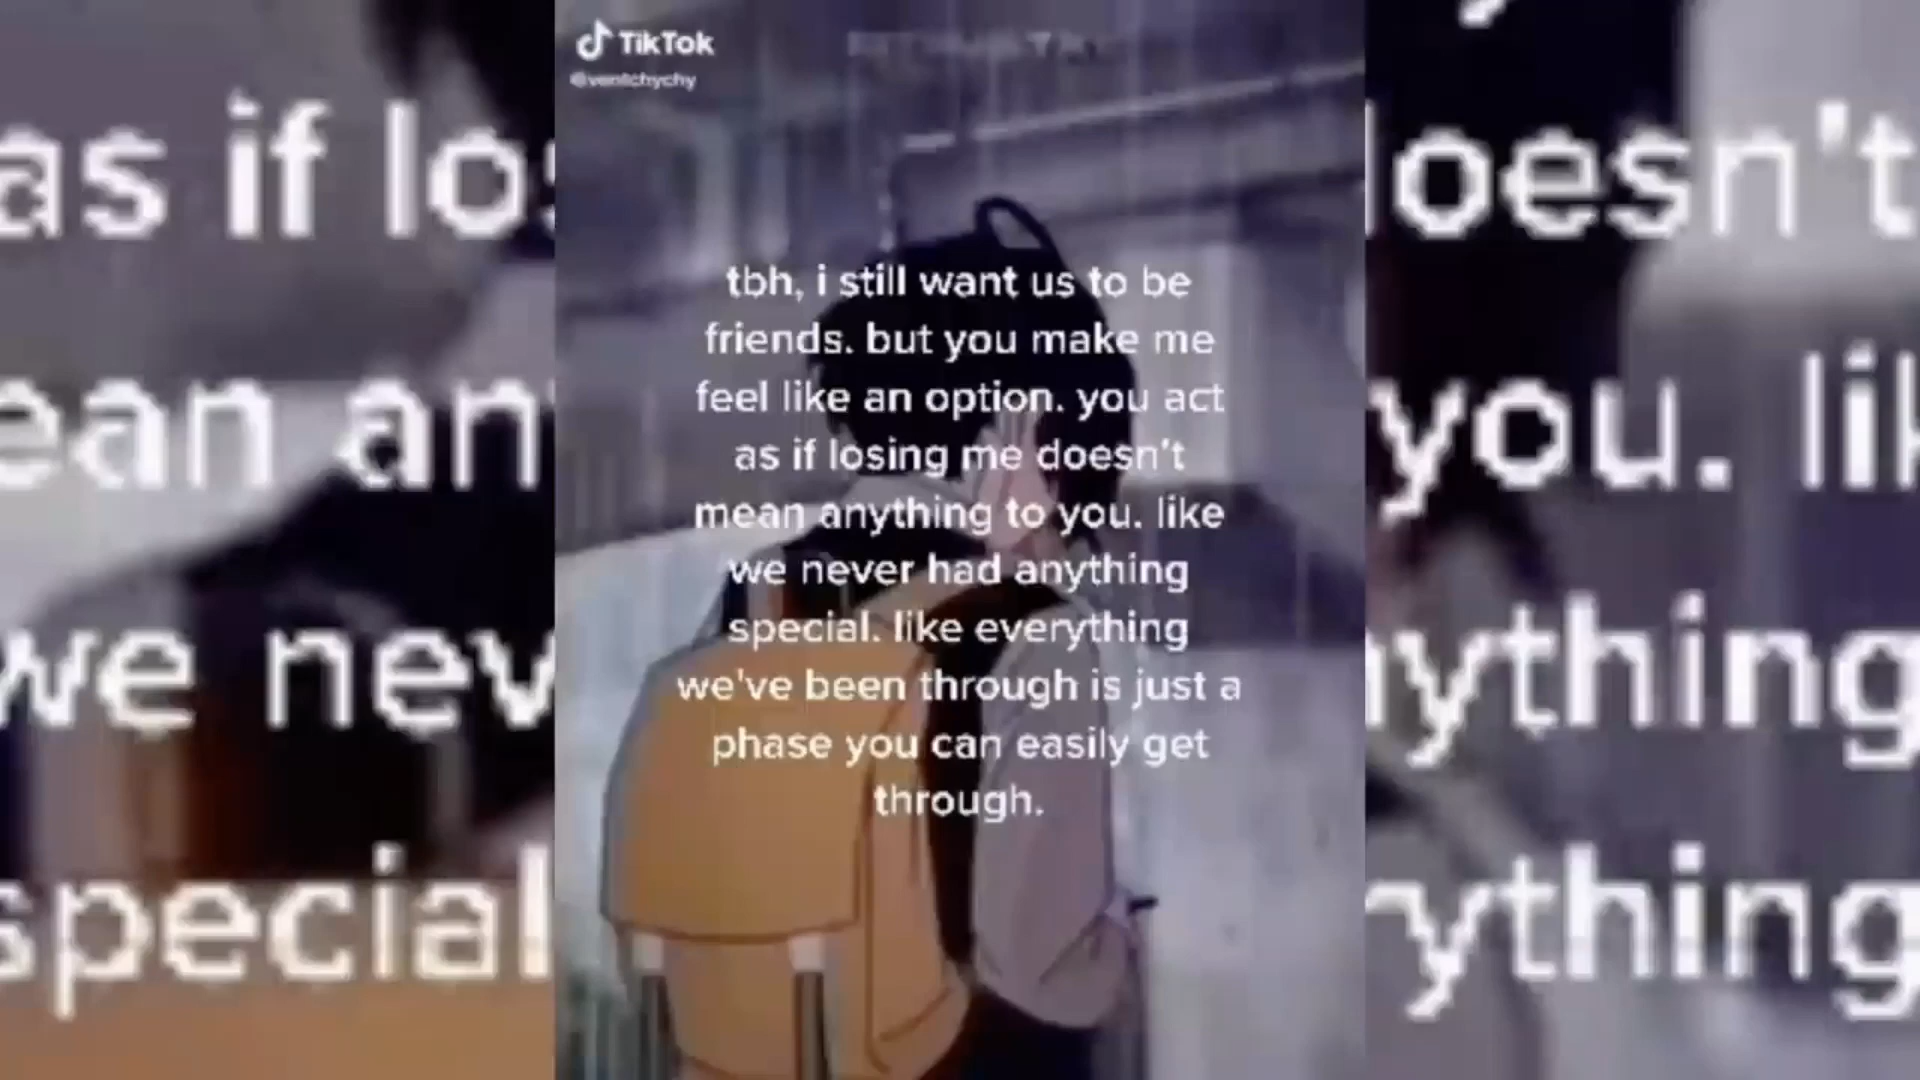 TikTok
@ventchychy
tbh, i still want us to be
friends. but you make me
feel like an option. you act
as if losing me doesn't
mean anything to you. like
we never had anything
special. like everything
we've been through is just a
phase you can easily get
through.